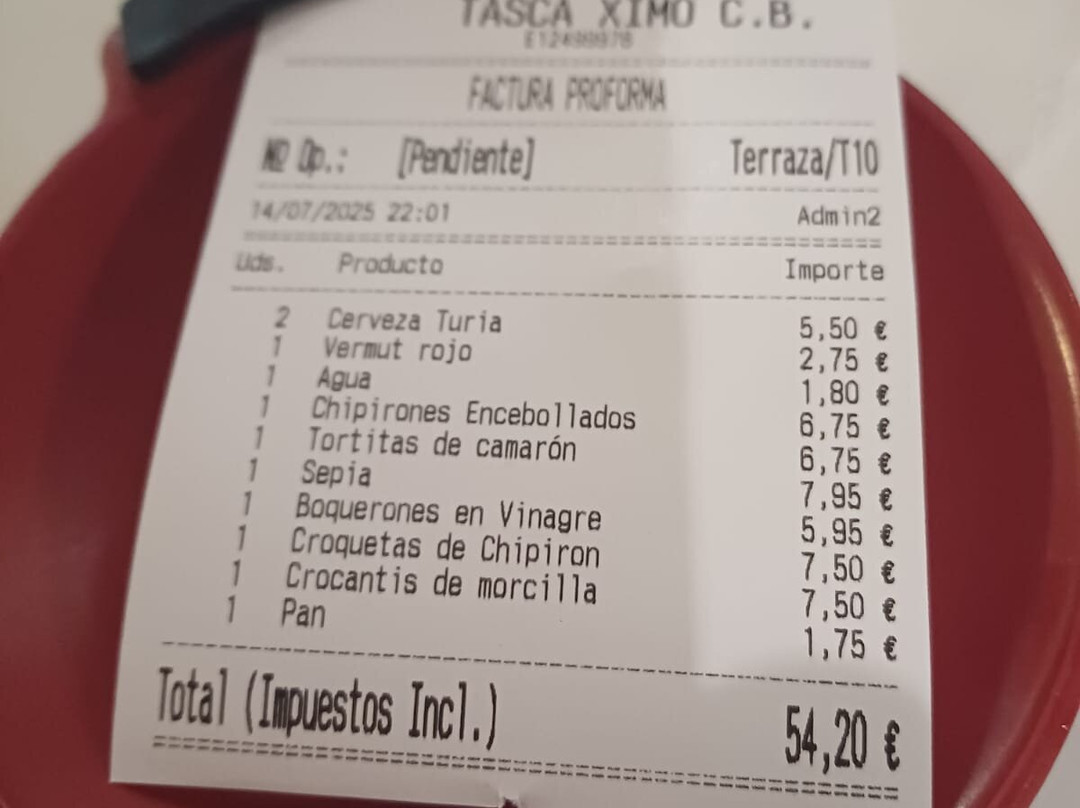 TASCA XIMO C.B.
FACTURA PROFORMA
Nº Op.: [Pendiente] Terraza/T10
14/07/2025 22:01 Admin2
Uds. Producto Importe
2 Cerveza Turia 5,50 €
1 Vermut rojo 2,75 €
1 Agua 1,80 €
1 Chipirones Encebollados 6,75 €
1 Tortitas de camarón 6,75 €
1 Sepia 7,95 €
1 Boquerones en Vinagre 5,95 €
1 Croquetas de Chipiron 7,50 €
1 Crocantis de morcilla 7,50 €
1 Pan 1,75 €
Total (Impuestos Incl.) 54,20 €